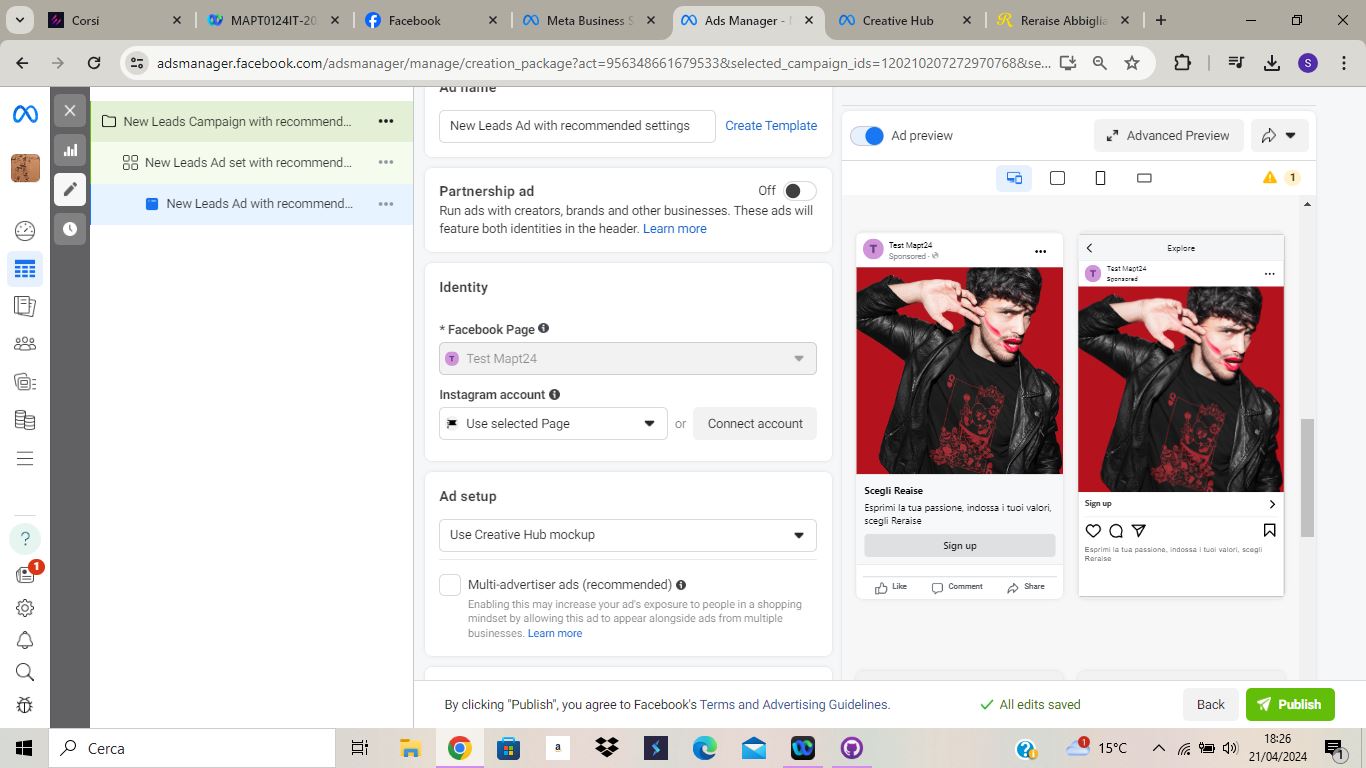 Corsi
MAPT0124IT-20
Facebook
Meta Business S
Ads Manager -
Creative Hub
Reraise Abbiglia
adsmanager.facebook.com/adsmanager/manage/creation_package?act=956348661679533&selected_campaign_ids=120210207272970768&se...
S
New Leads Campaign with recommend...
New Leads Ad set with recommend...
New Leads Ad with recommend...
1
Ad name
New Leads Ad with recommended settings
Create Template
Partnership ad
Off
Run ads with creators, brands and other businesses. These ads will
feature both identities in the header. Learn more
Identity
* Facebook Page
T Test Mapt24
Instagram account
Use selected Page
or
Connect account
Ad setup
Use Creative Hub mockup
Multi-advertiser ads (recommended)
Enabling this may increase your ad's exposure to people in a shopping
mindset by allowing this ad to appear alongside ads from multiple
businesses. Learn more
Ad preview
Advanced Preview
1
T
Test Mapt24
Sponsored ·
Scegli Reaise
Esprimi la tua passione, indossa i tuoi valori,
scegli Reraise
Sign up
Like
Comment
Share
Explore
T
Test Mapt24
Sponsored
Sign up
Esprimi la tua passione, indossa i tuoi valori, scegli
Reraise
By clicking "Publish", you agree to Facebook's Terms and Advertising Guidelines.
All edits saved
Back
Publish
Cerca
a
1
15°C
18:26
21/04/2024
1